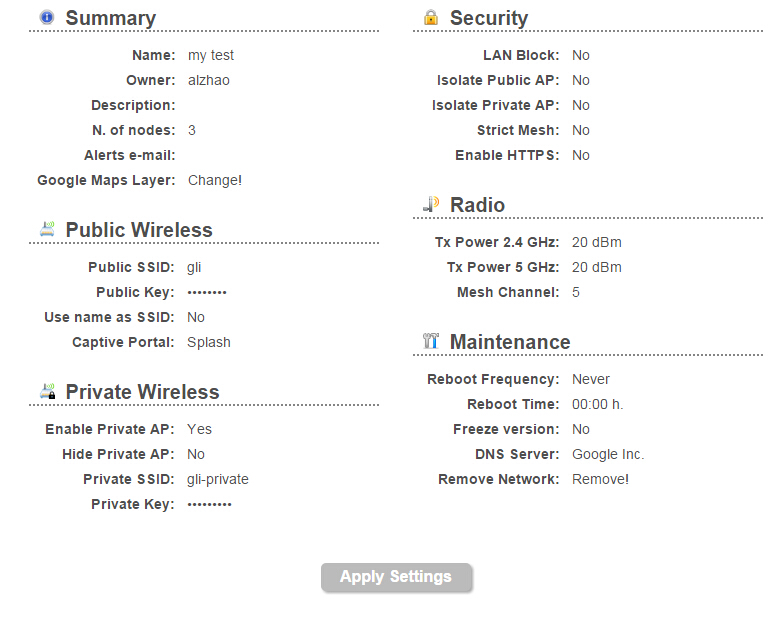 Summary
Name: my test
Owner: alzhao
Description:
N. of nodes: 3
Alerts e-mail:
Google Maps Layer: Change!
Public Wireless
Public SSID: gli
Public Key: ••••••••
Use name as SSID: No
Captive Portal: Splash
Private Wireless
Enable Private AP: Yes
Hide Private AP: No
Private SSID: gli-private
Private Key: •••••••••
Security
LAN Block: No
Isolate Public AP: No
Isolate Private AP: No
Strict Mesh: No
Enable HTTPS: No
Radio
Tx Power 2.4 GHz: 20 dBm
Tx Power 5 GHz: 20 dBm
Mesh Channel: 5
Maintenance
Reboot Frequency: Never
Reboot Time: 00:00 h.
Freeze version: No
DNS Server: Google Inc.
Remove Network: Remove!
Apply Settings